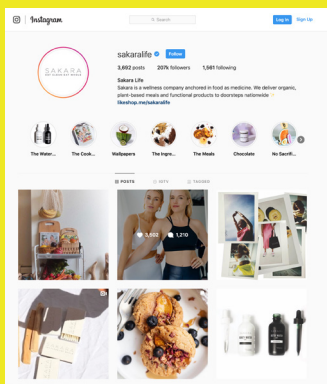 Instagram
Search
Log In Sign Up
SAKARA
sakaralife Follow
3,692 posts 207k followers 1,581 following
Sakara Life
Sakara is a wellness company anchored in food as medicine. We deliver organic,
plant-based meals and functional products to doorsteps nationwide
likeshop.me/sakaralife
The Water... The Cook... Wallpapers The Ingre... The Meals Chocolate No Sacrifi...
POSTS IGTV TAGGED
3,602 1,210
SAKARA